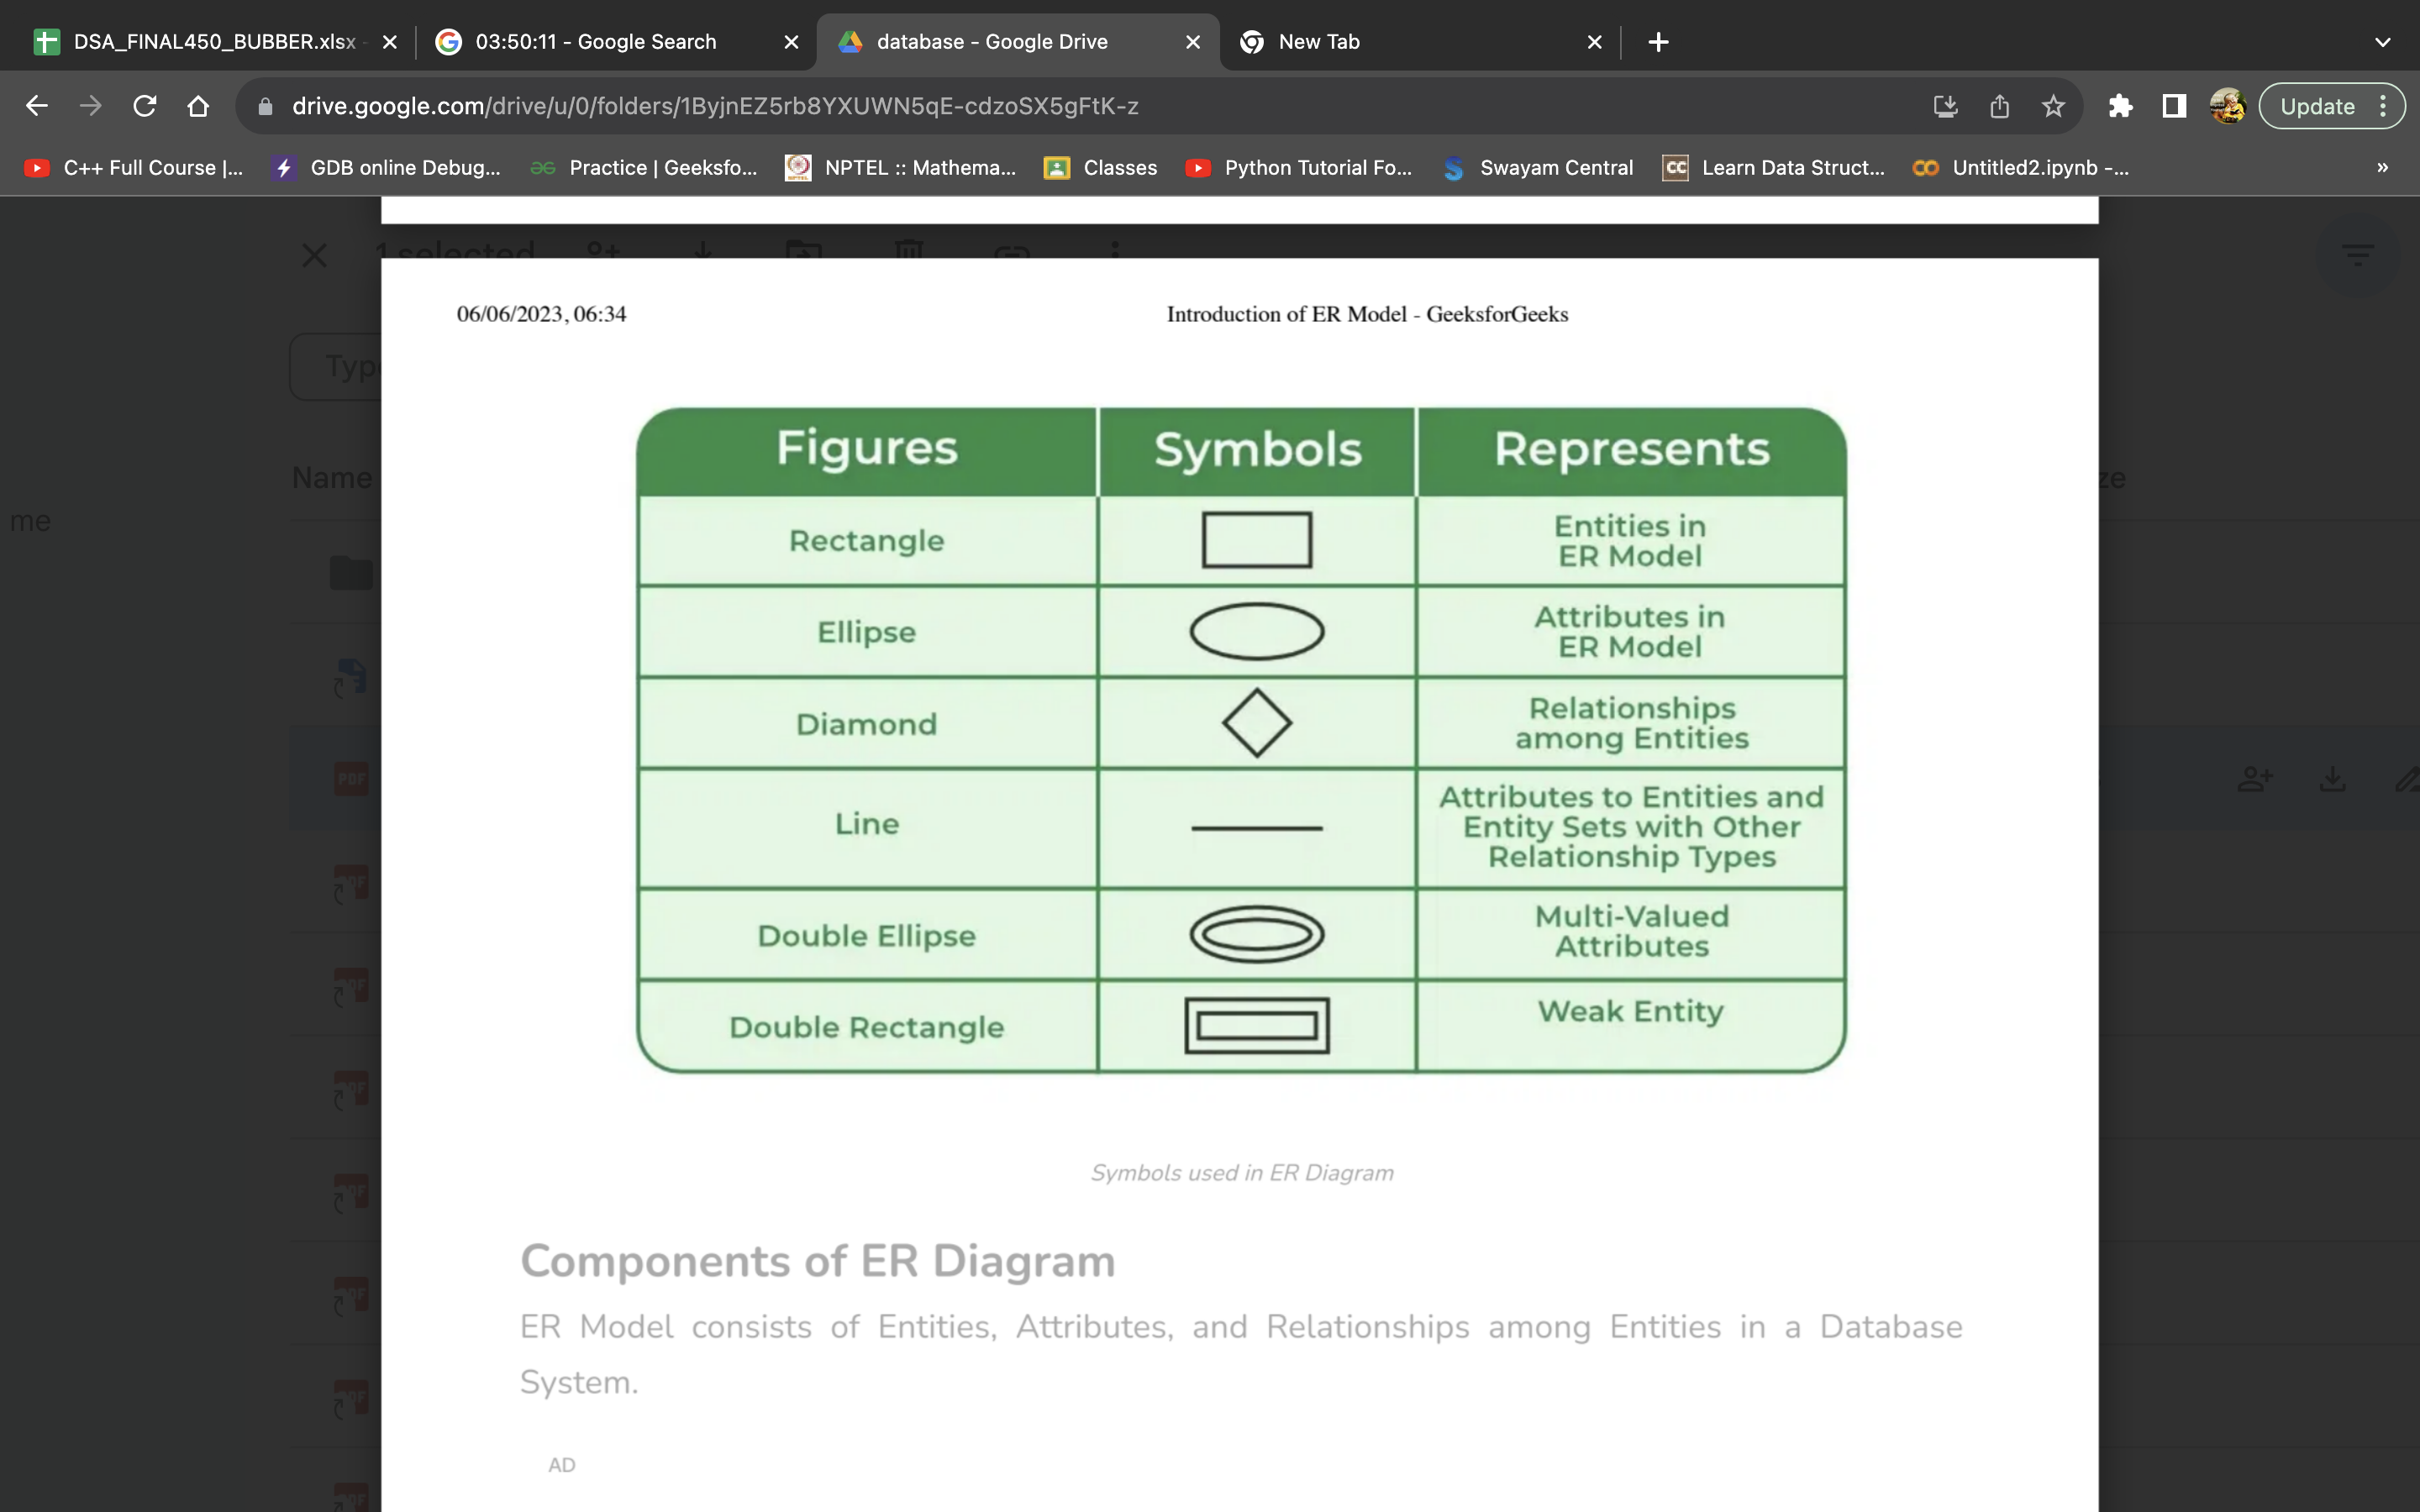 DSA_FINAL450_BUBBER.xlsx -
03:50:11 - Google Search
database - Google Drive
New Tab
drive.google.com/drive/u/0/folders/1ByjnEZ5rb8YXUWN5qE-cdzoSX5gFtK-z
Update
C++ Full Course |...
GDB online Debug...
Practice | Geeksfo...
NPTEL :: Mathema...
Classes
Python Tutorial Fo...
Swayam Central
Learn Data Struct...
Untitled2.ipynb -...
»
1 selected
Typ
Name
ze
me
06/06/2023, 06:34
Introduction of ER Model - GeeksforGeeks
Figures
Symbols
Represents
Rectangle
Entities in
ER Model
Ellipse
Attributes in
ER Model
Diamond
Relationships
among Entities
Line
Attributes to Entities and
Entity Sets with Other
Relationship Types
Double Ellipse
Multi-Valued
Attributes
Double Rectangle
Weak Entity
Symbols used in ER Diagram
Components of ER Diagram
ER Model consists of Entities, Attributes, and Relationships among Entities in a Database
System.
AD